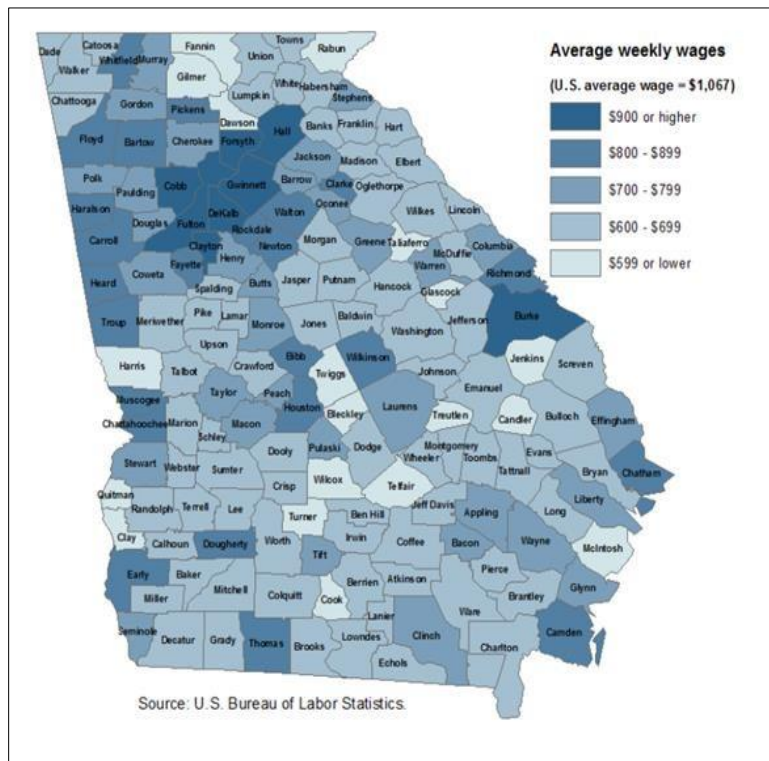 Average weekly wages
(U.S. average wage = $1,067)
$900 or higher
$800 - $899
$700 - $799
$600 - $699
$599 or lower
Dade
Catoosa
Whitfield
Murray
Fannin
Union
Towns
Rabun
Walker
Gilmer
Lumpkin
White
Habersham
Stephens
Chattooga
Gordon
Pickens
Dawson
Hall
Banks
Franklin
Hart
Floyd
Bartow
Cherokee
Forsyth
Jackson
Madison
Elbert
Polk
Paulding
Cobb
Gwinnett
Barrow
Clarke
Oglethorpe
Haralson
Douglas
Fulton
DeKalb
Rockdale
Walton
Oconee
Wilkes
Lincoln
Carroll
Clayton
Newton
Morgan
Greene
Taliaferro
McDuffie
Columbia
Fayette
Henry
Warren
Richmond
Heard
Coweta
Spalding
Butts
Jasper
Putnam
Hancock
Glascock
Troup
Meriwether
Pike
Lamar
Monroe
Jones
Baldwin
Washington
Jefferson
Burke
Upson
Harris
Talbot
Crawford
Bibb
Wilkinson
Twiggs
Johnson
Jenkins
Screven
Emanuel
Muscogee
Taylor
Peach
Houston
Bleckley
Laurens
Treutlen
Candler
Bulloch
Effingham
Chattahoochee
Marion
Macon
Schley
Pulaski
Dodge
Montgomery
Wheeler
Toombs
Evans
Tattnall
Bryan
Chatham
Stewart
Webster
Sumter
Dooly
Crisp
Wilcox
Telfair
Quitman
Randolph
Terrell
Lee
Turner
Ben Hill
Jeff Davis
Appling
Long
Liberty
Clay
Calhoun
Dougherty
Worth
Tift
Irwin
Coffee
Bacon
Wayne
McIntosh
Early
Baker
Mitchell
Colquitt
Cook
Berrien
Atkinson
Pierce
Brantley
Glynn
Miller
Lanier
Ware
Seminole
Decatur
Grady
Thomas
Brooks
Lowndes
Echols
Clinch
Charlton
Camden
Source: U.S. Bureau of Labor Statistics.